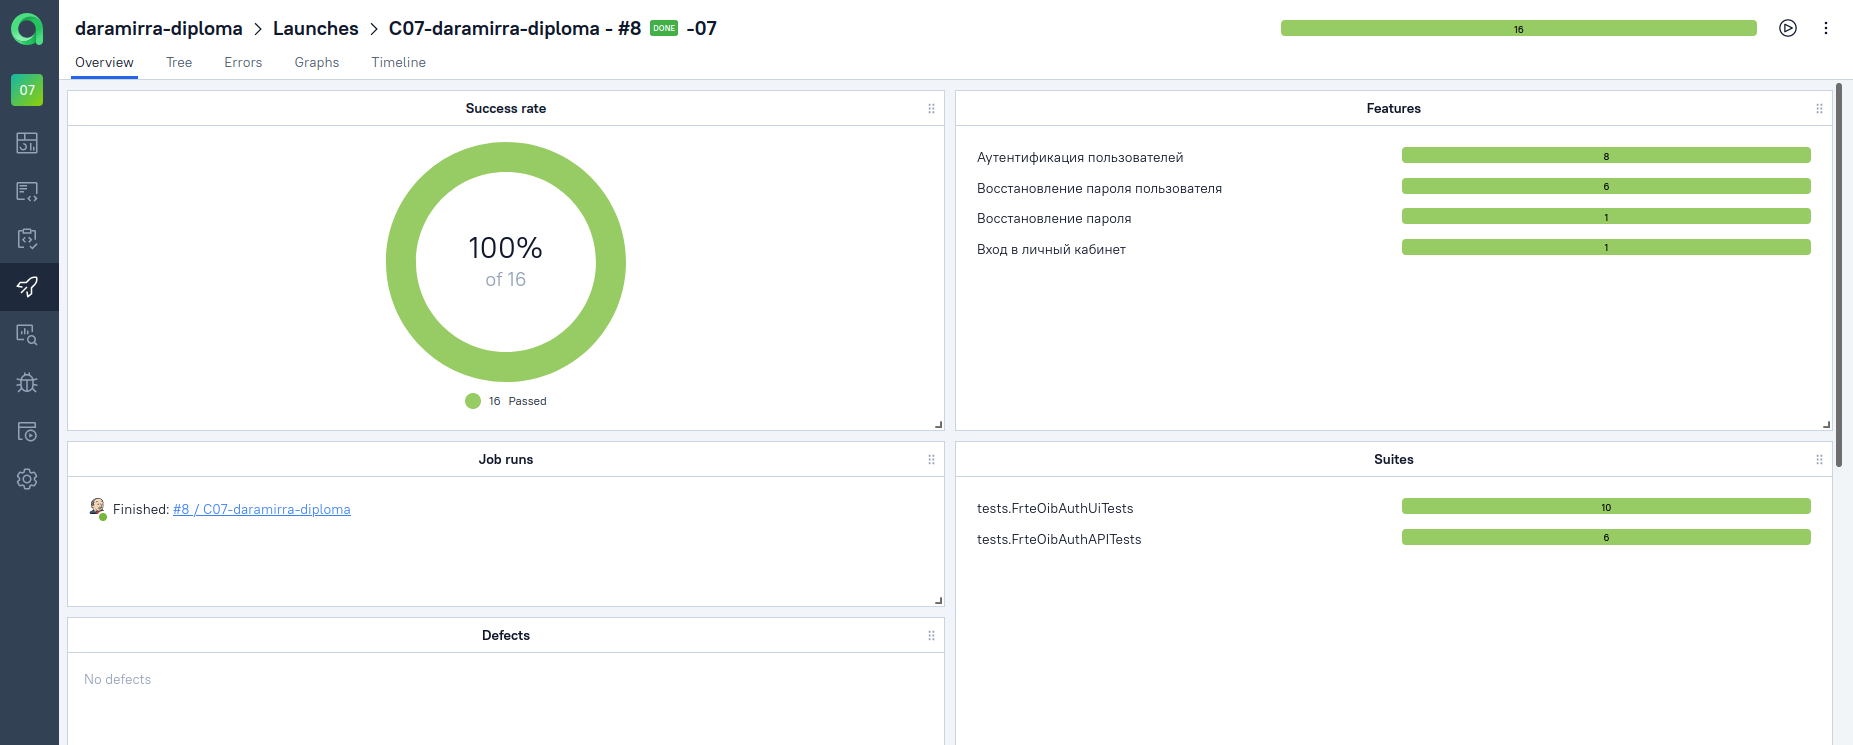 daramirra-diploma > Launches > C07-daramirra-diploma - #8 DONE -07
16
Overview Tree Errors Graphs Timeline
07
Success rate
100%
of 16
16 Passed
Features
Аутентификация пользователей 8
Восстановление пароля пользователя 6
Восстановление пароля 1
Вход в личный кабинет 1
Job runs
Finished: #8 / C07-daramirra-diploma
Suites
tests.FrteOibAuthUiTests 10
tests.FrteOibAuthAPITests 6
Defects
No defects